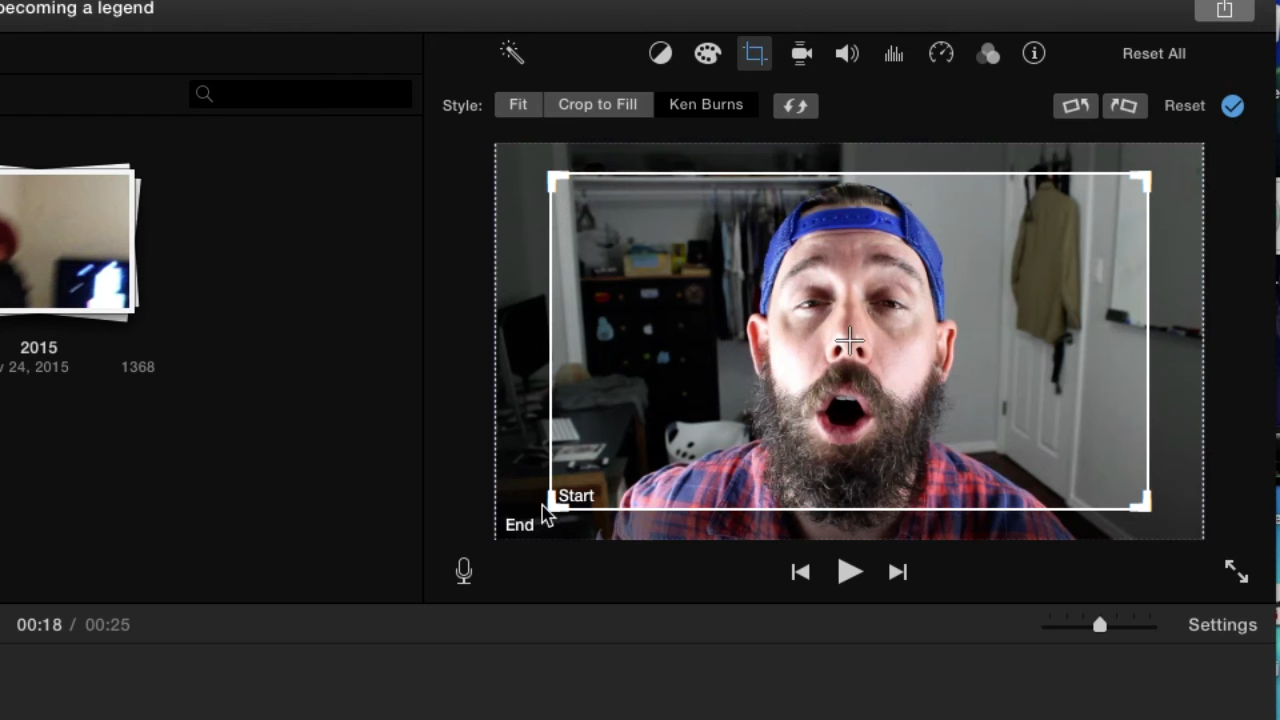 becoming a legend
Reset All
Style: Fit Crop to Fill Ken Burns Reset
2015
24, 2015 1368
Start
End
00:18 / 00:25 Settings